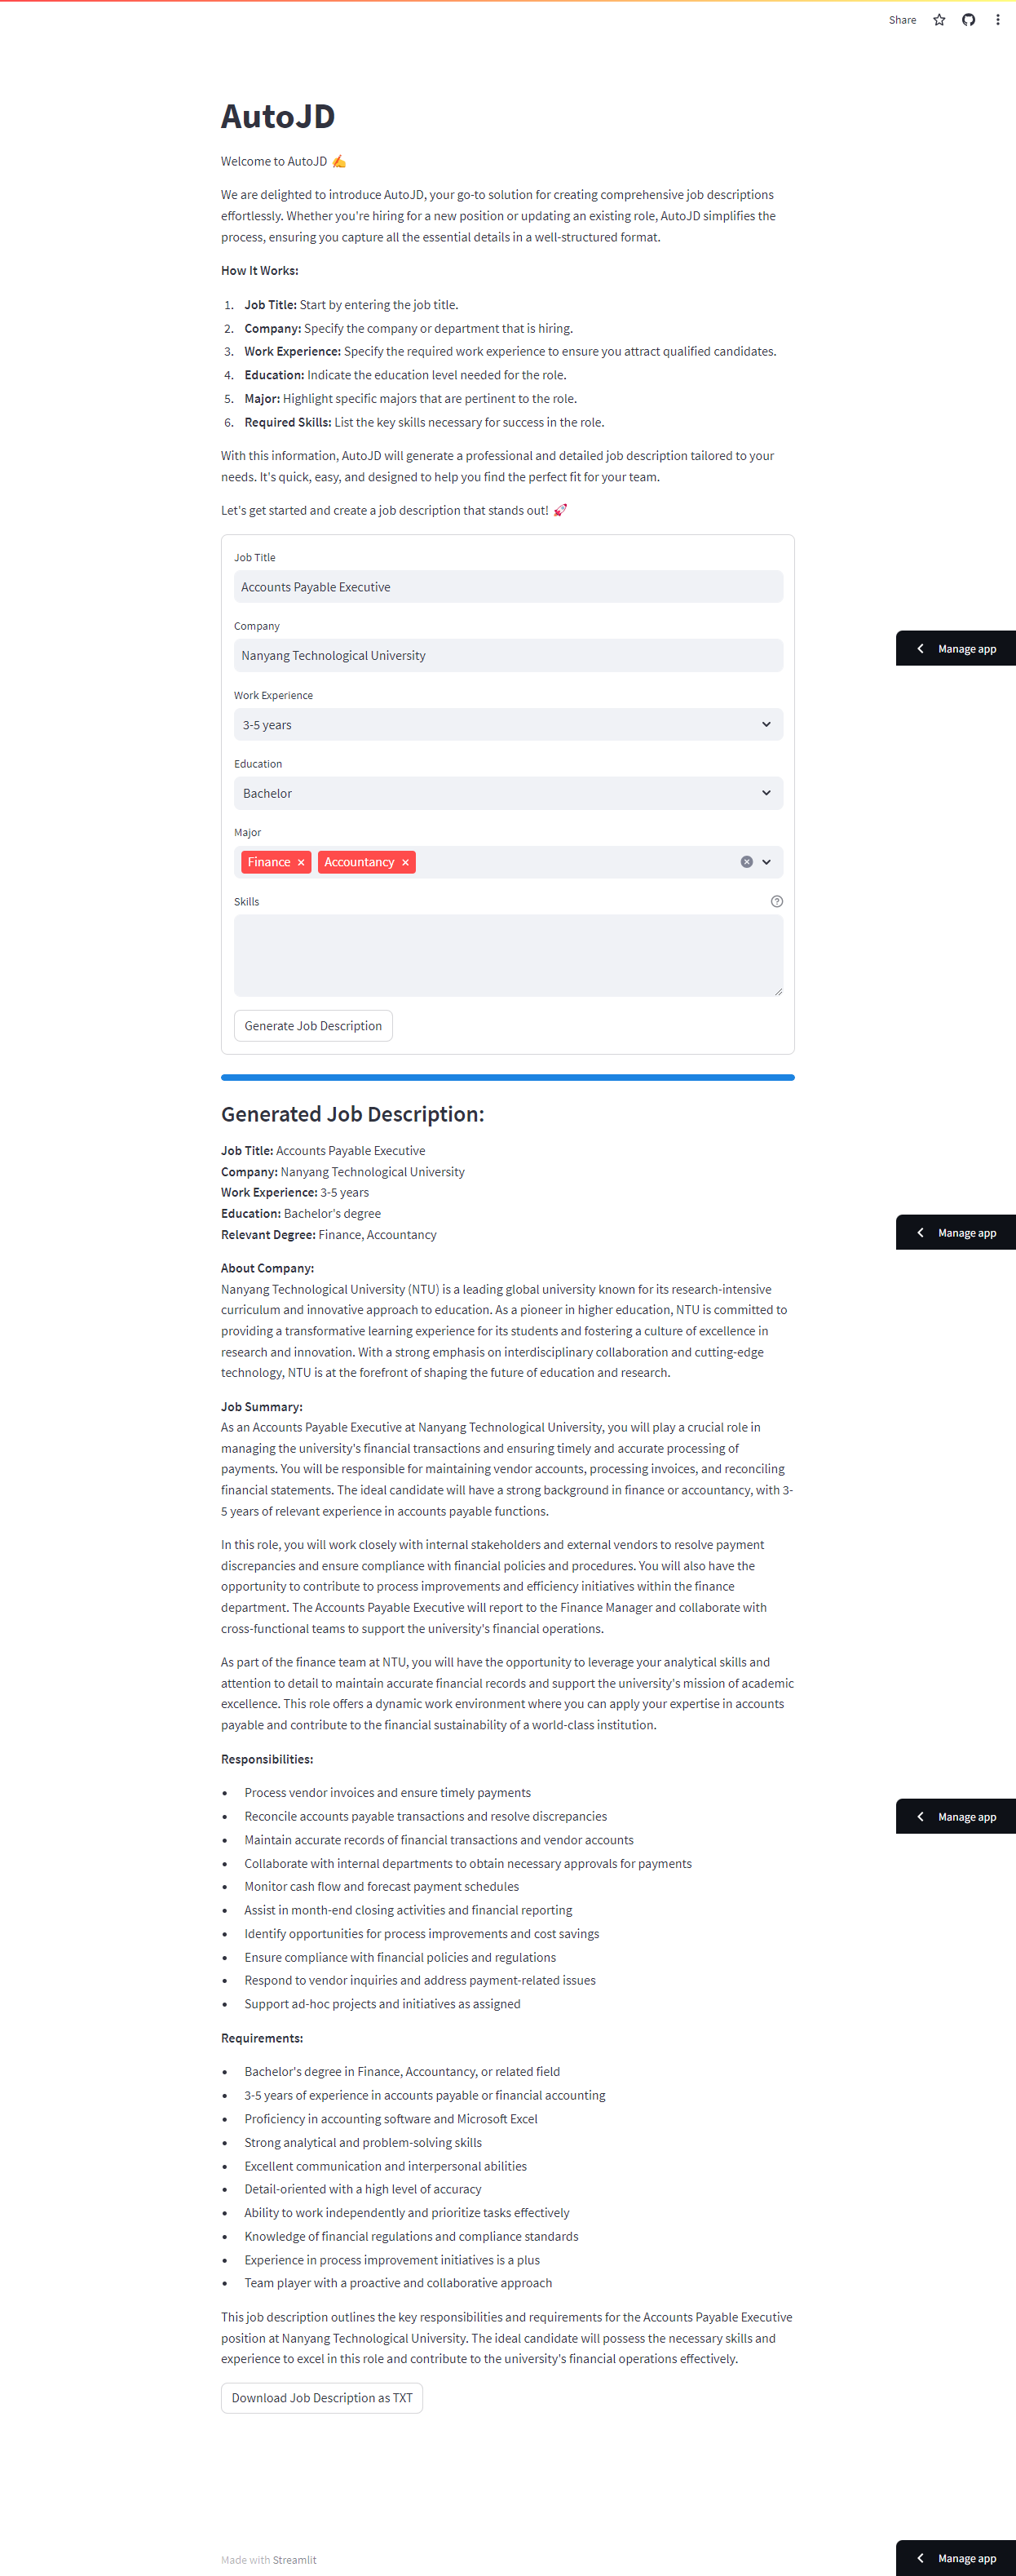 Share
AutoJD
Welcome to AutoJD ✍️
We are delighted to introduce AutoJD, your go-to solution for creating comprehensive job descriptions
effortlessly. Whether you're hiring for a new position or updating an existing role, AutoJD simplifies the
process, ensuring you capture all the essential details in a well-structured format.
How It Works:
1. Job Title: Start by entering the job title.
2. Company: Specify the company or department that is hiring.
3. Work Experience: Specify the required work experience to ensure you attract qualified candidates.
4. Education: Indicate the education level needed for the role.
5. Major: Highlight specific majors that are pertinent to the role.
6. Required Skills: List the key skills necessary for success in the role.
With this information, AutoJD will generate a professional and detailed job description tailored to your
needs. It's quick, easy, and designed to help you find the perfect fit for your team.
Let's get started and create a job description that stands out! 🚀
Job Title
Accounts Payable Executive
Company
Manage app
Nanyang Technological University
Work Experience
3-5 years
Education
Bachelor
Major
Finance × Accountancy ×
Skills
Generate Job Description
Generated Job Description:
Job Title: Accounts Payable Executive
Company: Nanyang Technological University
Work Experience: 3-5 years
Education: Bachelor's degree
Relevant Degree: Finance, Accountancy
Manage app
About Company:
Nanyang Technological University (NTU) is a leading global university known for its research-intensive
curriculum and innovative approach to education. As a pioneer in higher education, NTU is committed to
providing a transformative learning experience for its students and fostering a culture of excellence in
research and innovation. With a strong emphasis on interdisciplinary collaboration and cutting-edge
technology, NTU is at the forefront of shaping the future of education and research.
Job Summary:
As an Accounts Payable Executive at Nanyang Technological University, you will play a crucial role in
managing the university's financial transactions and ensuring timely and accurate processing of
payments. You will be responsible for maintaining vendor accounts, processing invoices, and reconciling
financial statements. The ideal candidate will have a strong background in finance or accountancy, with 3-
5 years of relevant experience in accounts payable functions.
In this role, you will work closely with internal stakeholders and external vendors to resolve payment
discrepancies and ensure compliance with financial policies and procedures. You will also have the
opportunity to contribute to process improvements and efficiency initiatives within the finance
department. The Accounts Payable Executive will report to the Finance Manager and collaborate with
cross-functional teams to support the university's financial operations.
As part of the finance team at NTU, you will have the opportunity to leverage your analytical skills and
attention to detail to maintain accurate financial records and support the university's mission of academic
excellence. This role offers a dynamic work environment where you can apply your expertise in accounts
payable and contribute to the financial sustainability of a world-class institution.
Responsibilities:
• Process vendor invoices and ensure timely payments
• Reconcile accounts payable transactions and resolve discrepancies
Manage app
• Maintain accurate records of financial transactions and vendor accounts
• Collaborate with internal departments to obtain necessary approvals for payments
• Monitor cash flow and forecast payment schedules
• Assist in month-end closing activities and financial reporting
• Identify opportunities for process improvements and cost savings
• Ensure compliance with financial policies and regulations
• Respond to vendor inquiries and address payment-related issues
• Support ad-hoc projects and initiatives as assigned
Requirements:
• Bachelor's degree in Finance, Accountancy, or related field
• 3-5 years of experience in accounts payable or financial accounting
• Proficiency in accounting software and Microsoft Excel
• Strong analytical and problem-solving skills
• Excellent communication and interpersonal abilities
• Detail-oriented with a high level of accuracy
• Ability to work independently and prioritize tasks effectively
• Knowledge of financial regulations and compliance standards
• Experience in process improvement initiatives is a plus
• Team player with a proactive and collaborative approach
This job description outlines the key responsibilities and requirements for the Accounts Payable Executive
position at Nanyang Technological University. The ideal candidate will possess the necessary skills and
experience to excel in this role and contribute to the university's financial operations effectively.
Download Job Description as TXT
Made with Streamlit
Manage app